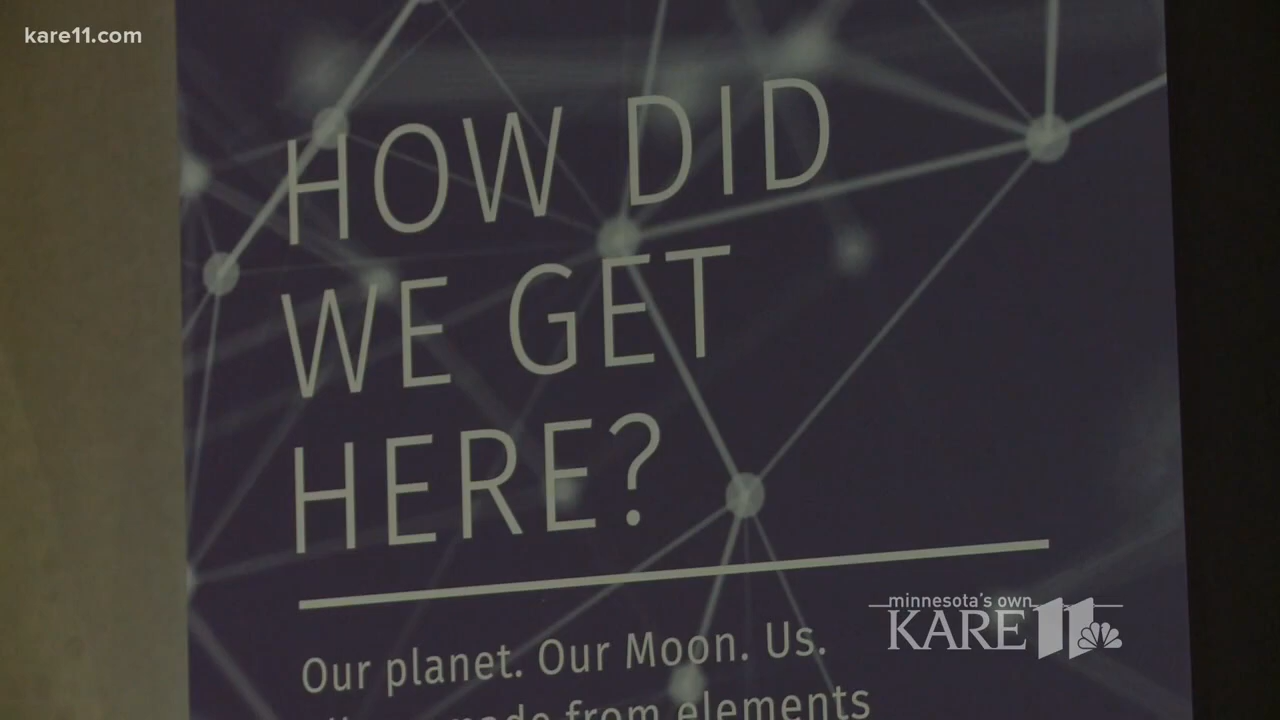 kare11.com
HOW DID
WE GET
HERE?
Our planet. Our Moon. Us.
made from elements
minnesota's own
KARE 11